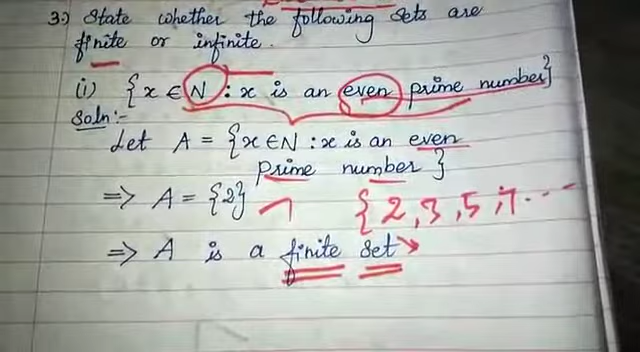 3) State whether the following sets are
finite or infinite.
(i) {x ∈ N : x is an even prime number}
Soln:-
Let A = {x ∈ N : x is an even
prime number}
=> A = {2} {2, 3, 5, 7 ---
=> A is a finite set